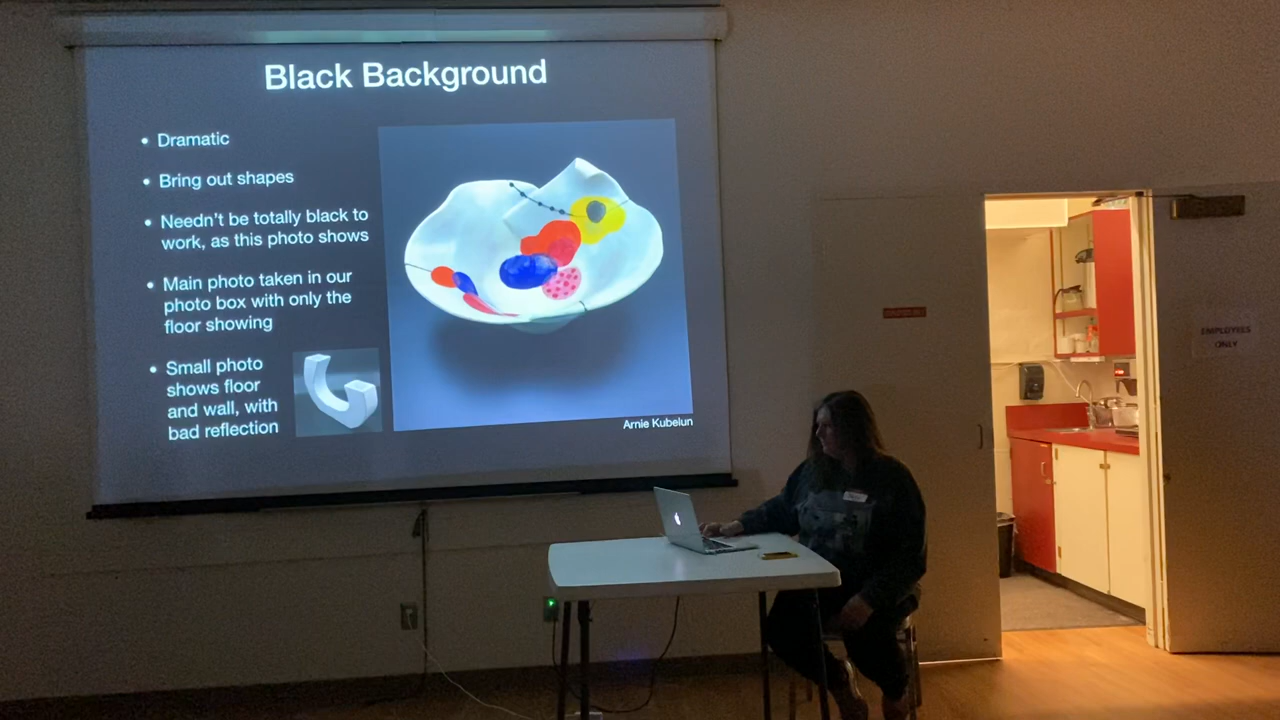 Black Background
• Dramatic
• Bring out shapes
• Needn't be totally black to
work, as this photo shows
• Main photo taken in our
photo box with only the
floor showing
• Small photo
shows floor
and wall, with
bad reflection
Arnie Kubelun
EMPLOYEES
ONLY